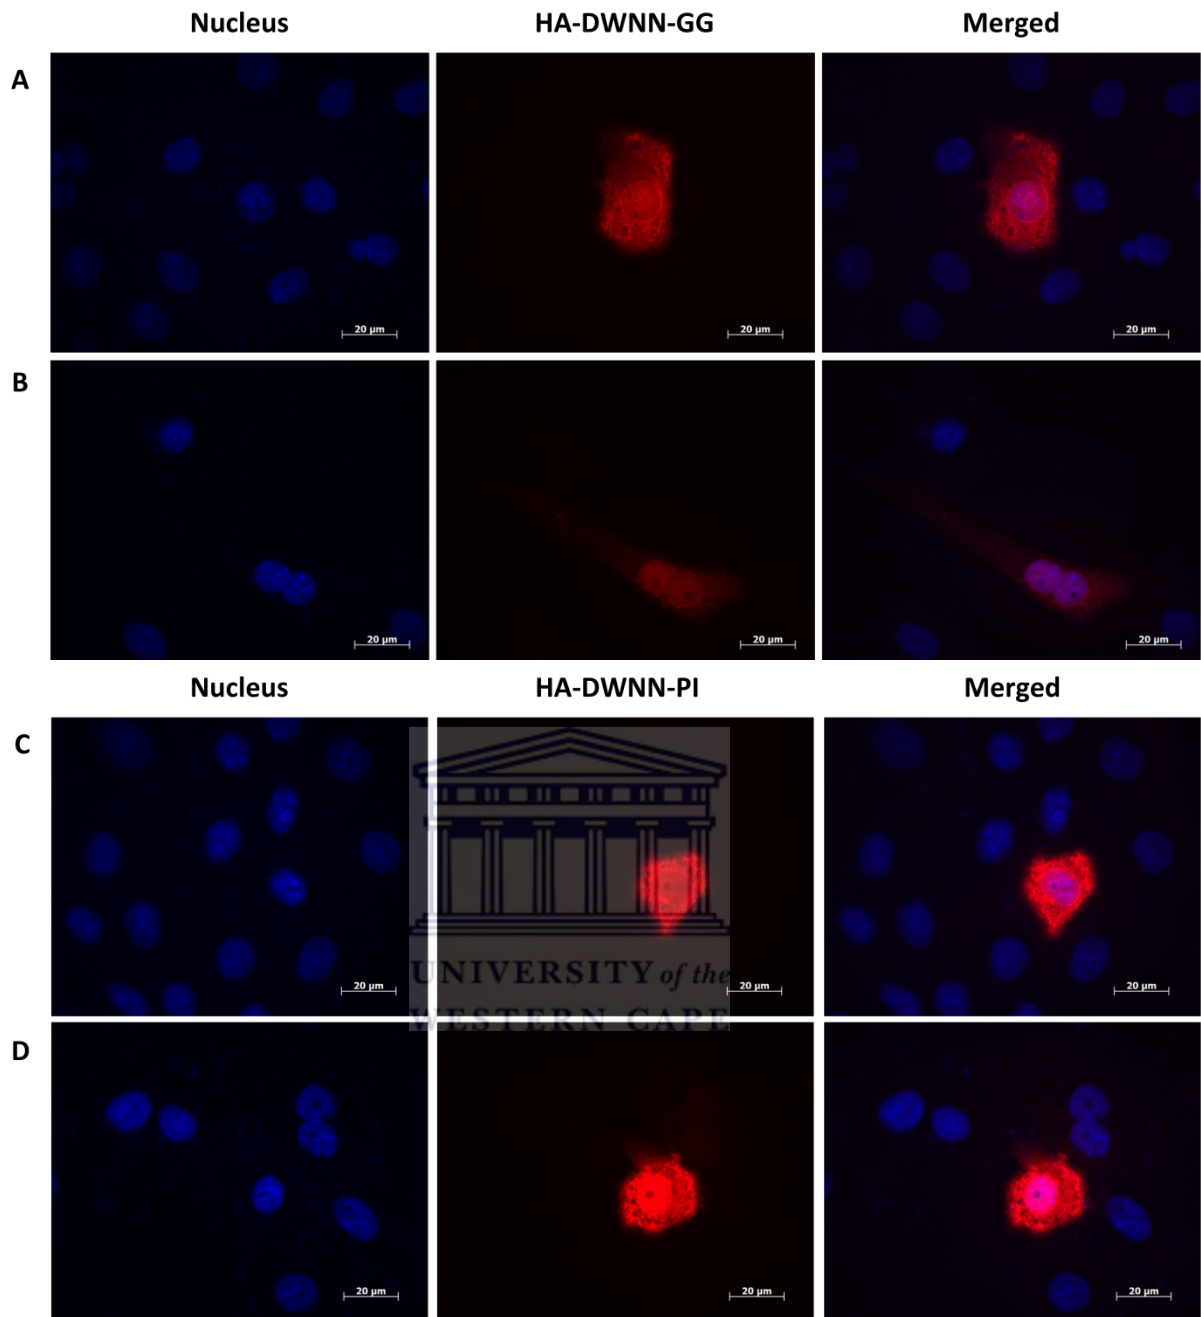 Nucleus HA-DWNN-GG Merged
A
20 µm 20 µm 20 µm
B
20 µm 20 µm 20 µm
Nucleus HA-DWNN-PI Merged
C
20 µm 20 µm 20 µm
UNIVERSITY of the
WESTERN CAPE
D
20 µm 20 µm 20 µm